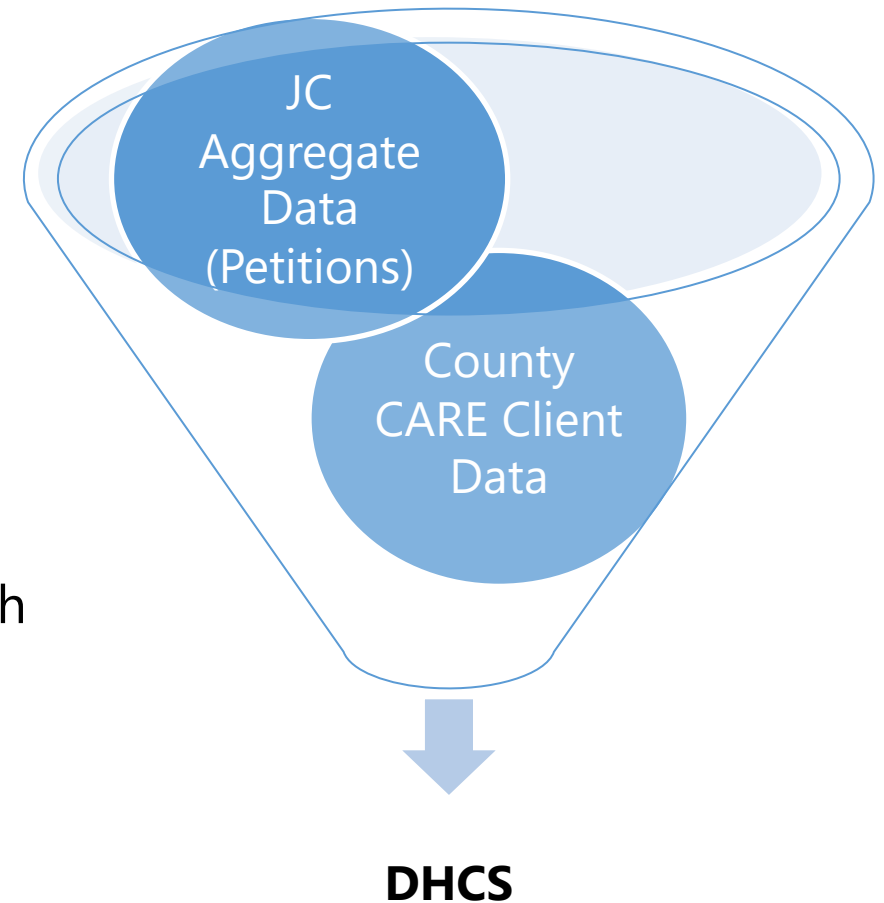 JC
Aggregate
Data
(Petitions)
County
CARE Client
Data
h
DHCS